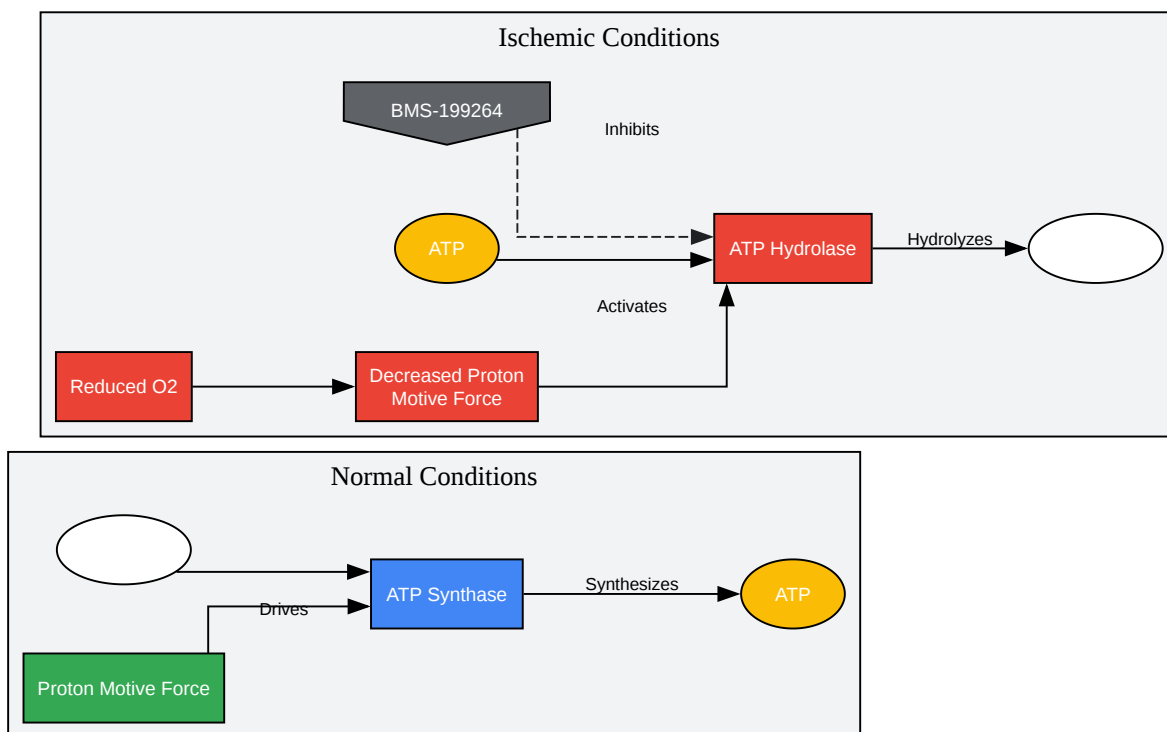 Ischemic Conditions
BMS-199264
Inhibits
ATP
ATP Hydrolase
Hydrolyzes
Activates
Reduced O2
Decreased Proton
Motive Force
Normal Conditions
ATP Synthase
Synthesizes
ATP
Drives
Proton Motive Force